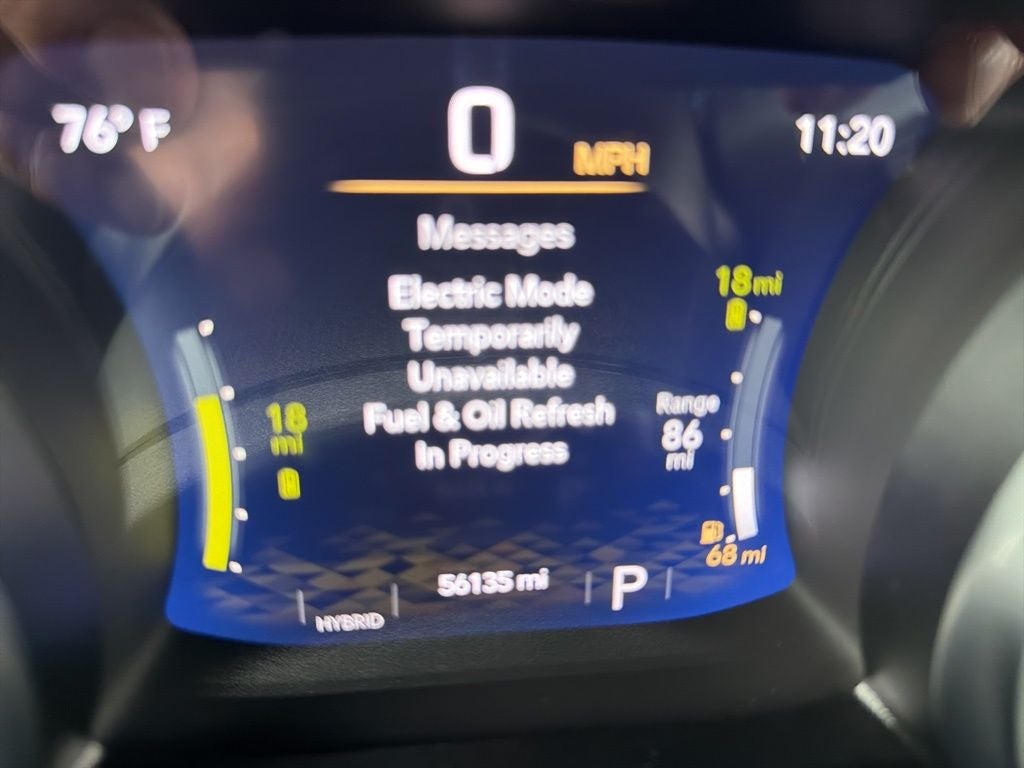 76° F
0
MPH
11:20
Messages
Electric Mode
Temporarily
Unavailable
Fuel & Oil Refresh
In Progress
18
mi
18 mi
Range
86
mi
68 mi
56135 mi
P
HYBRID